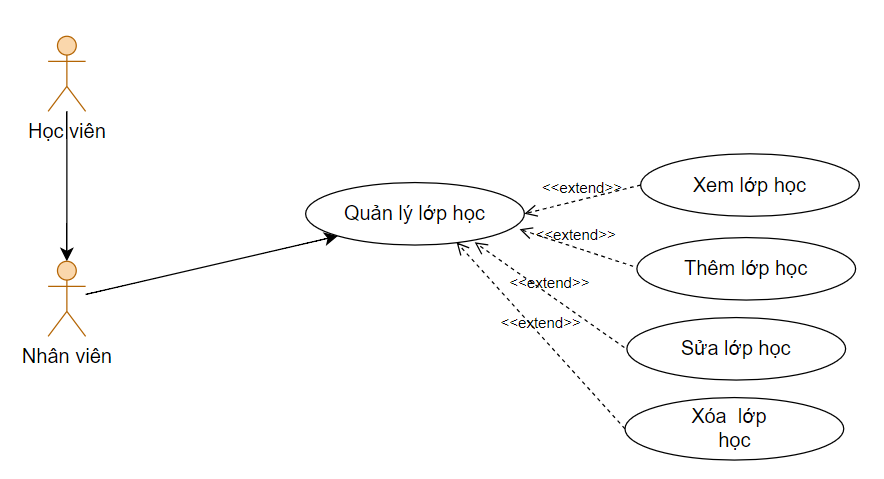 Học viên
Nhân viên
Quản lý lớp học
<<extend>>
Xem lớp học
<<extend>>
Thêm lớp học
<<extend>>
Sửa lớp học
<<extend>>
Xóa lớp
học